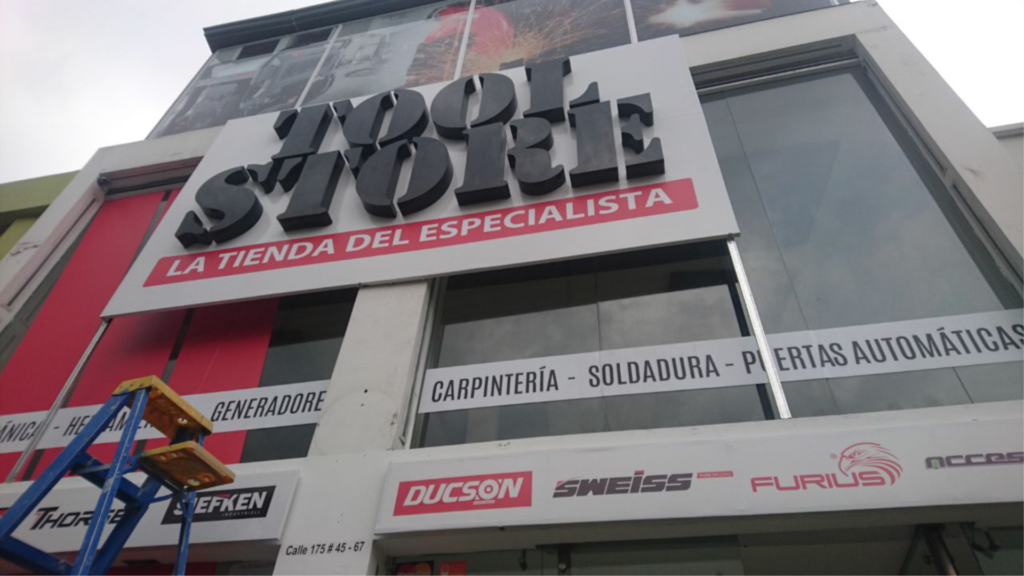 TOOL
STORE
LA TIENDA DEL ESPECIALISTA
GENERADORE
CARPINTERÍA - SOLDADURA - PUERTAS AUTOMÁTICAS
DUCSON
SWEISS
FURIUS
SIEFKEN
Calle 175 # 45 - 67